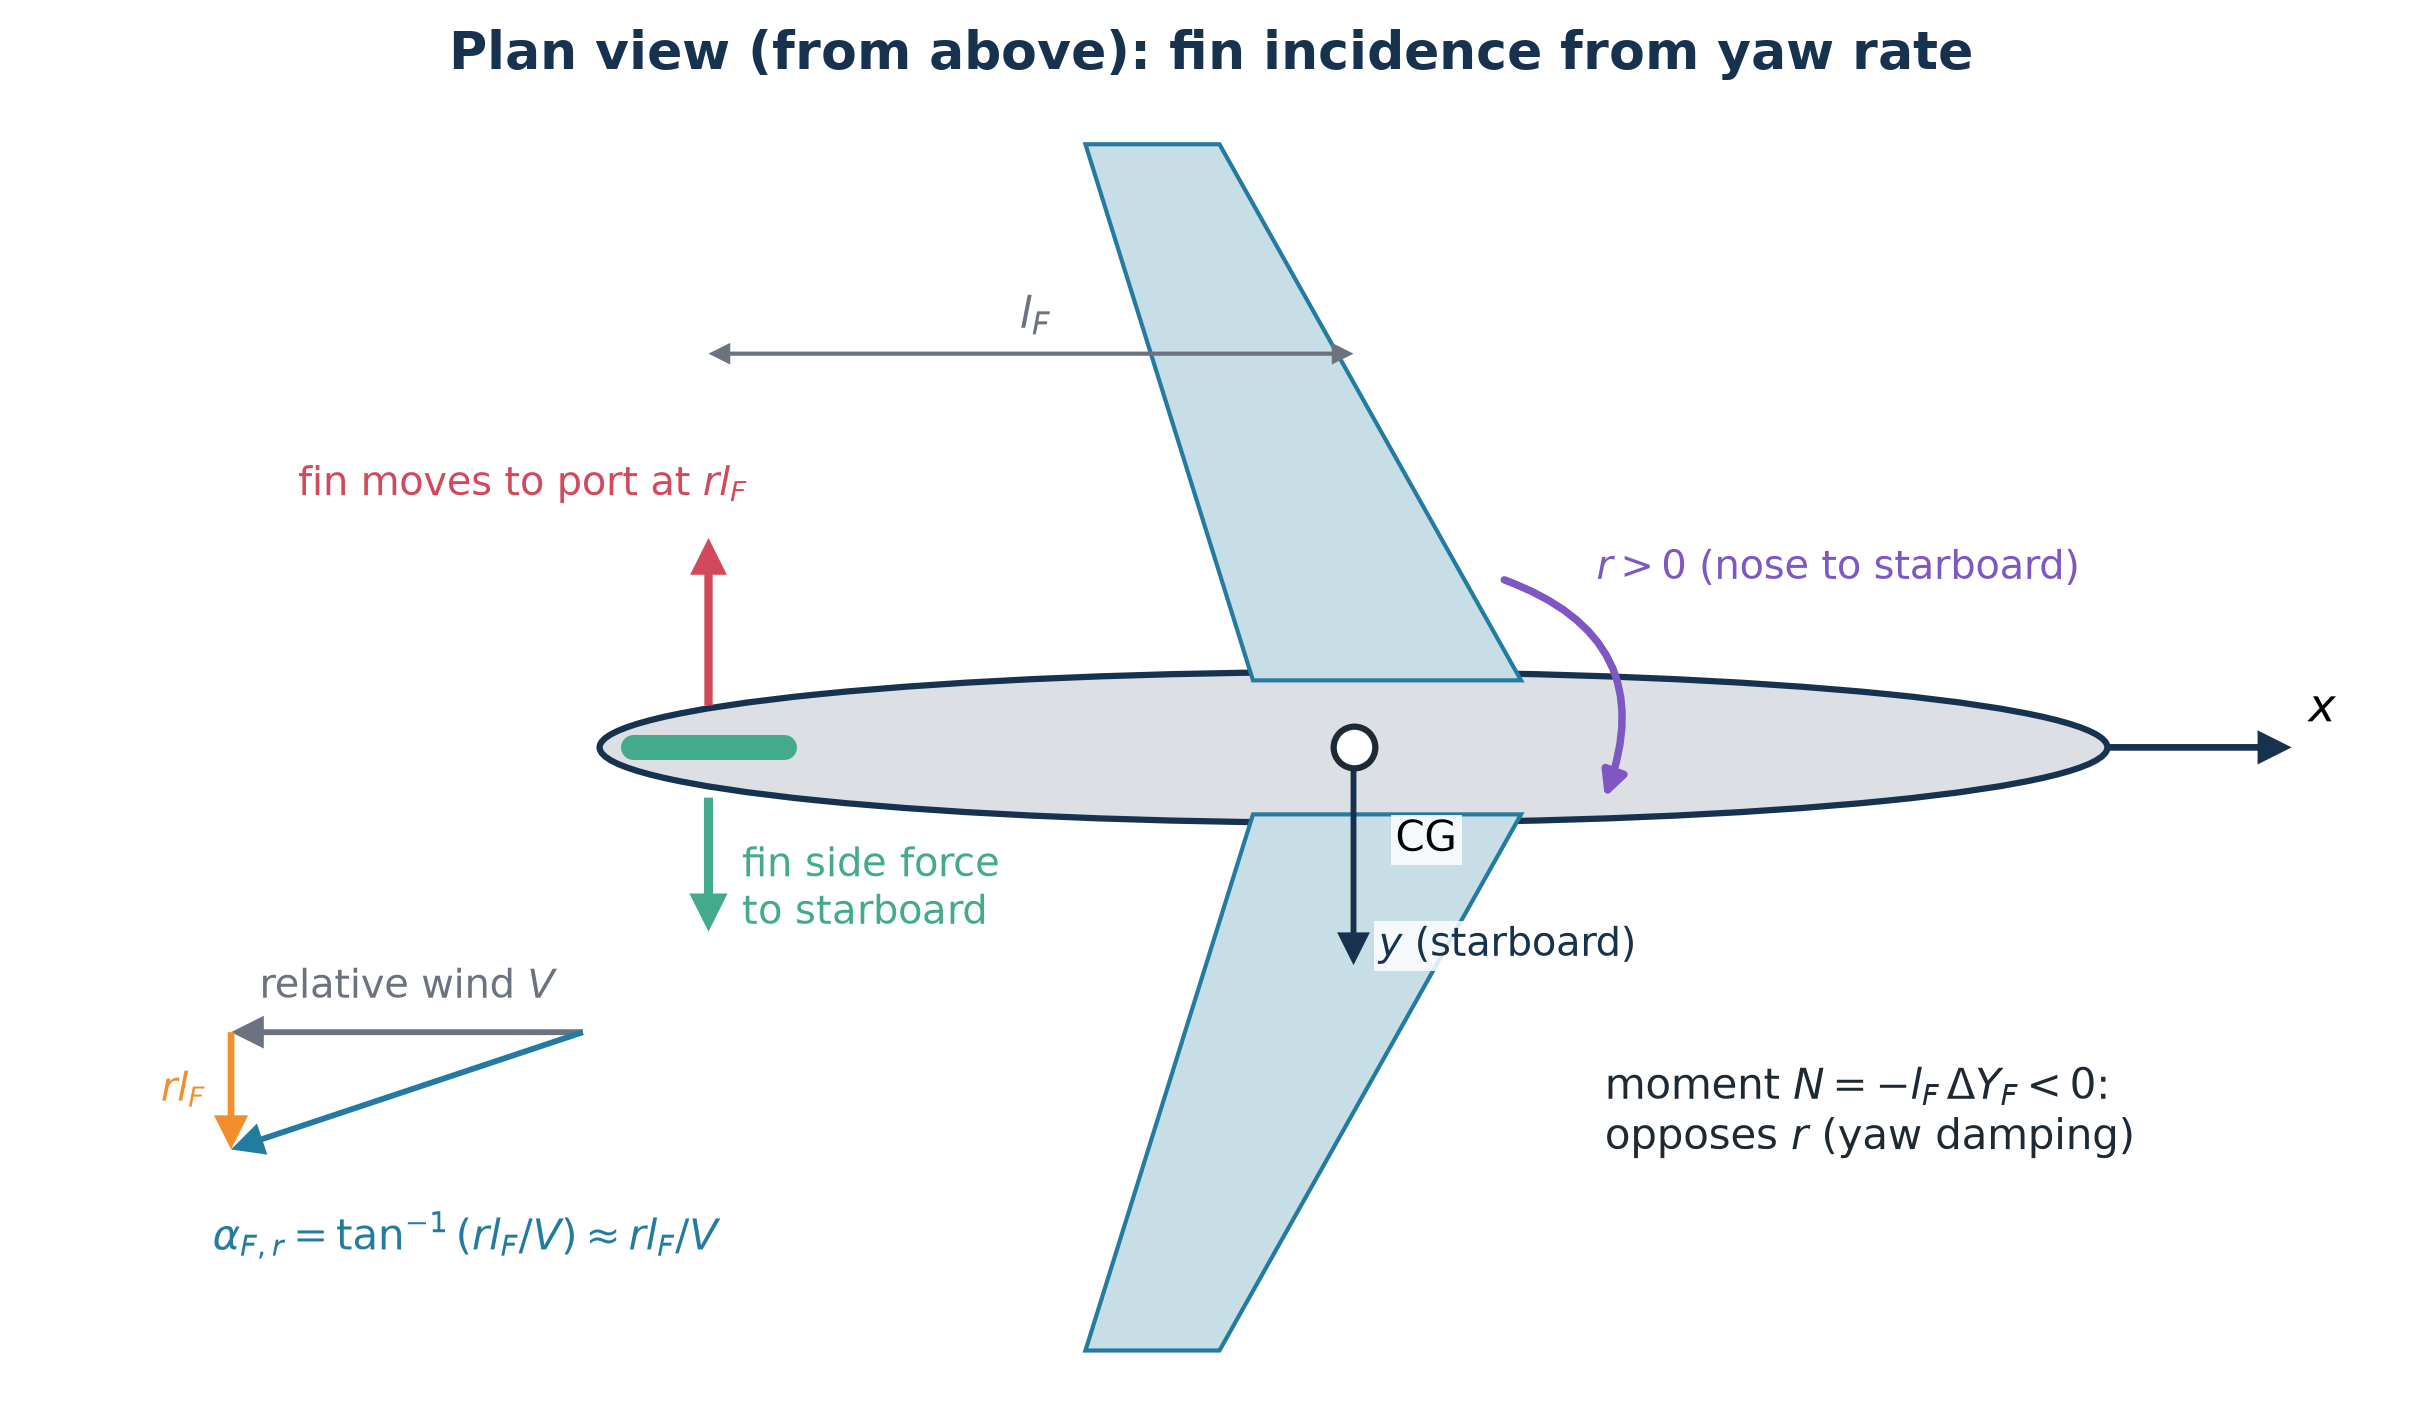 Plan view (from above): fin incidence from yaw rate
l_F
fin moves to port at rl_F
r > 0 (nose to starboard)
x
CG
fin side force
to starboard
y (starboard)
relative wind V
rl_F
moment N = −l_F ΔY_F < 0:
opposes r (yaw damping)
α_{F, r} = tan⁻¹ (rl_F/V) ≈ rl_F/V